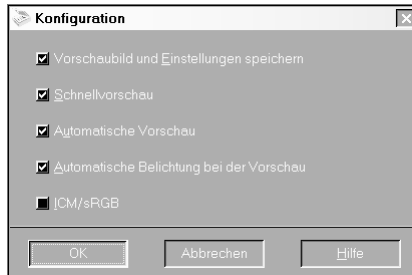 Konfiguration
Vorschaubild und Einstellungen speichern
Schnellvorschau
Automatische Vorschau
Automatische Belichtung bei der Vorschau
ICM/sRGB
OK Abbrechen Hilfe